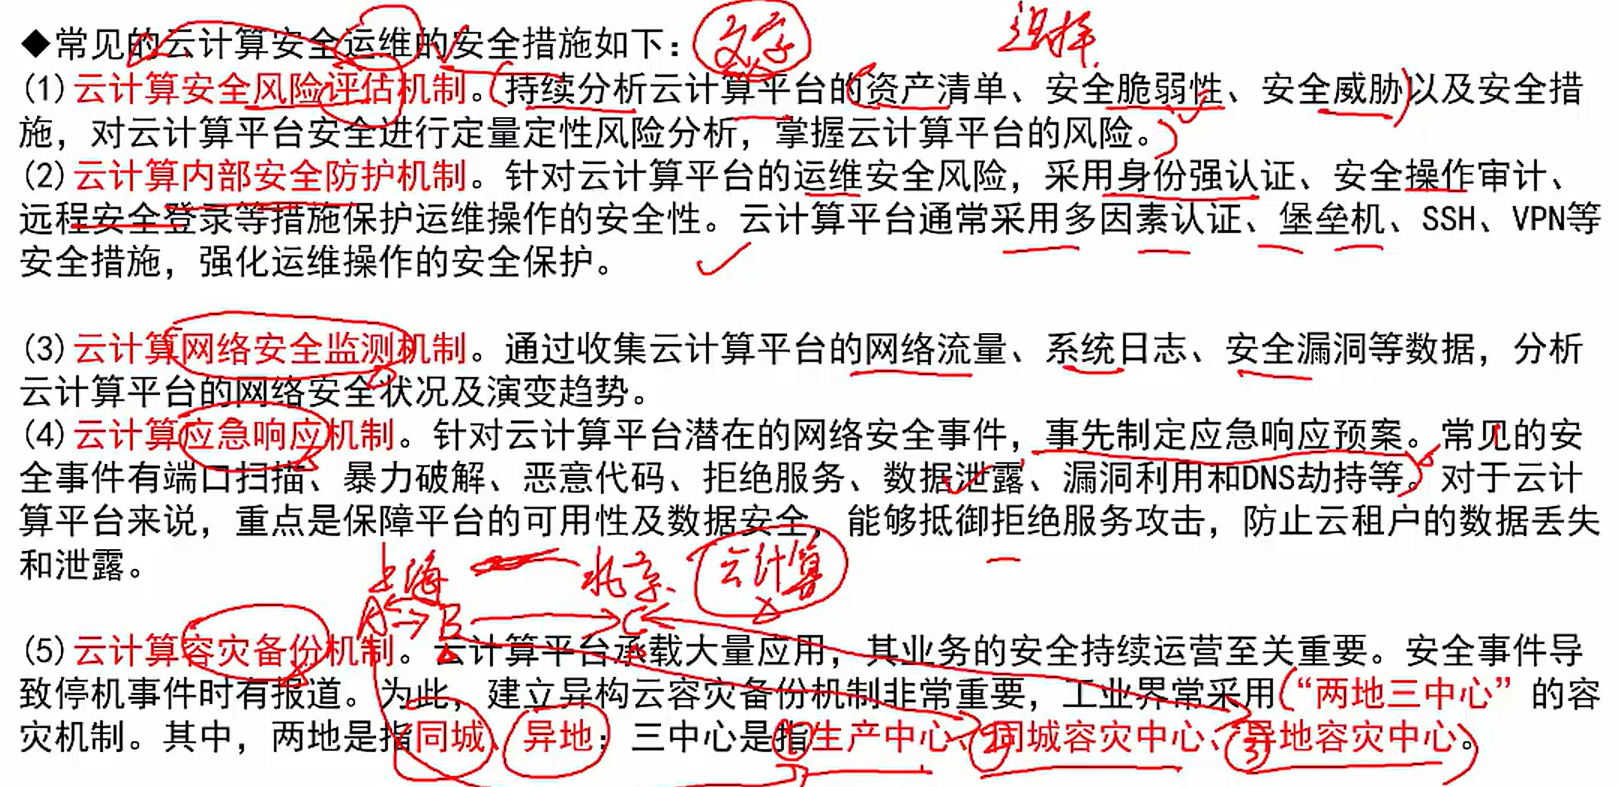 ◆常见的云计算安全运维的安全措施如下：
文字
选择
(1)云计算安全风险评估机制。持续分析云计算平台的资产清单、安全脆弱性、安全威胁以及安全措
施，对云计算平台安全进行定量定性风险分析，掌握云计算平台的风险。
(2)云计算内部安全防护机制。针对云计算平台的运维安全风险，采用身份强认证、安全操作审计、
远程安全登录等措施保护运维操作的安全性。云计算平台通常采用多因素认证、堡垒机、SSH、VPN等
安全措施，强化运维操作的安全保护。
(3)云计算网络安全监测机制。通过收集云计算平台的网络流量、系统日志、安全漏洞等数据，分析
云计算平台的网络安全状况及演变趋势。
(4)云计算应急响应机制。针对云计算平台潜在的网络安全事件，事先制定应急响应预案。常见的安
全事件有端口扫描、暴力破解、恶意代码、拒绝服务、数据泄露、漏洞利用和DNS劫持等。对于云计
算平台来说，重点是保障平台的可用性及数据安全，能够抵御拒绝服务攻击，防止云租户的数据丢失
和泄露。
上海 北京 云计算
A B C
(5)云计算容灾备份机制。云计算平台承载大量应用，其业务的安全持续运营至关重要。安全事件导
致停机事件时有报道。为此，建立异构云容灾备份机制非常重要，工业界常采用“两地三中心”的容
灾机制。其中，两地是指同城、异地；三中心是指生产中心、同城容灾中心、异地容灾中心。
① ② ③